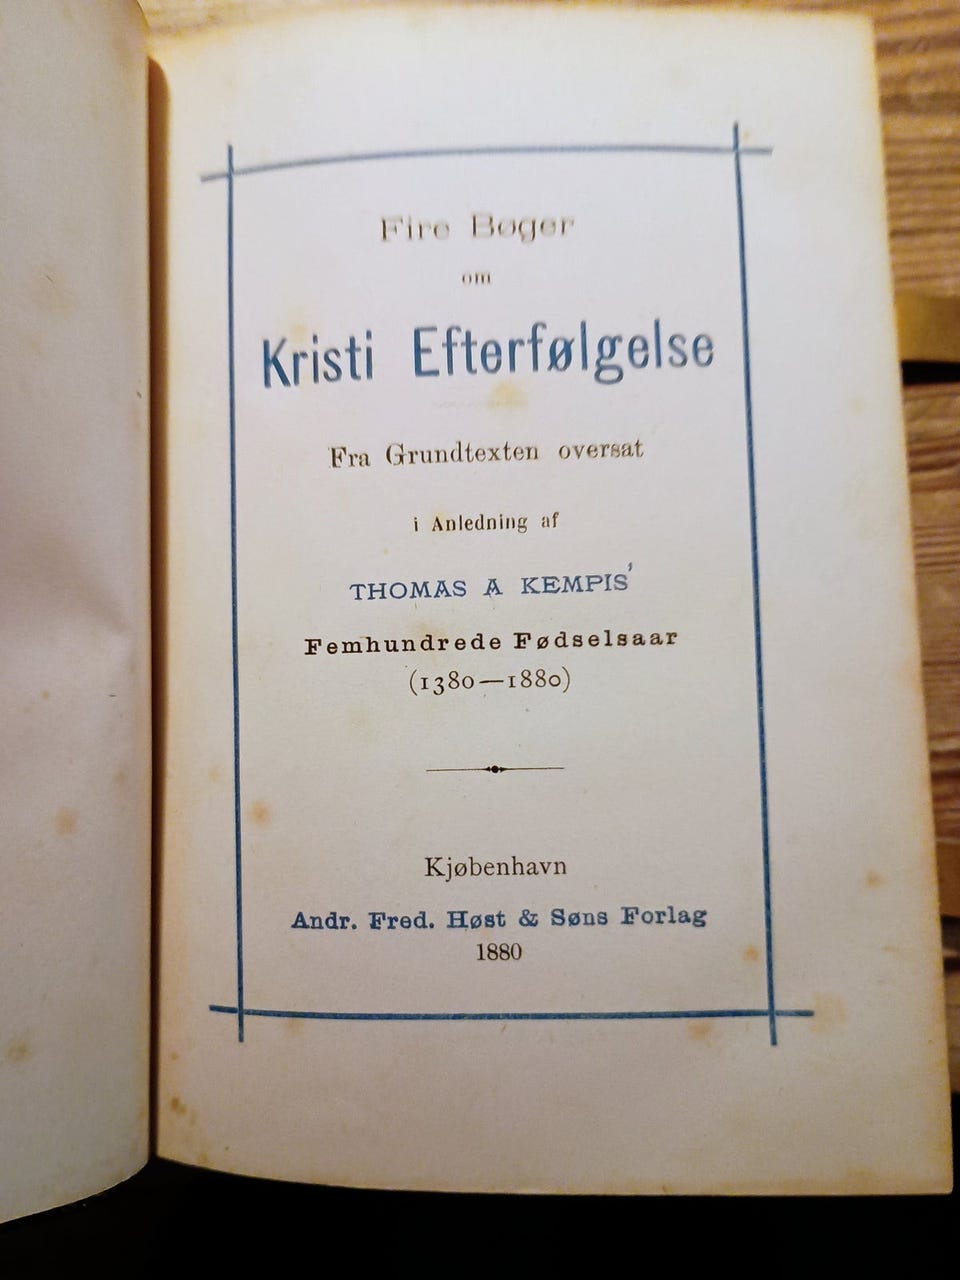 Fire Bøger
om
Kristi Efterfølgelse
Fra Grundtexten oversat
i Anledning af
THOMAS A KEMPIS'
Femhundrede Fødselsaar
(1380—1880)
Kjøbenhavn
Andr. Fred. Høst & Søns Forlag
1880